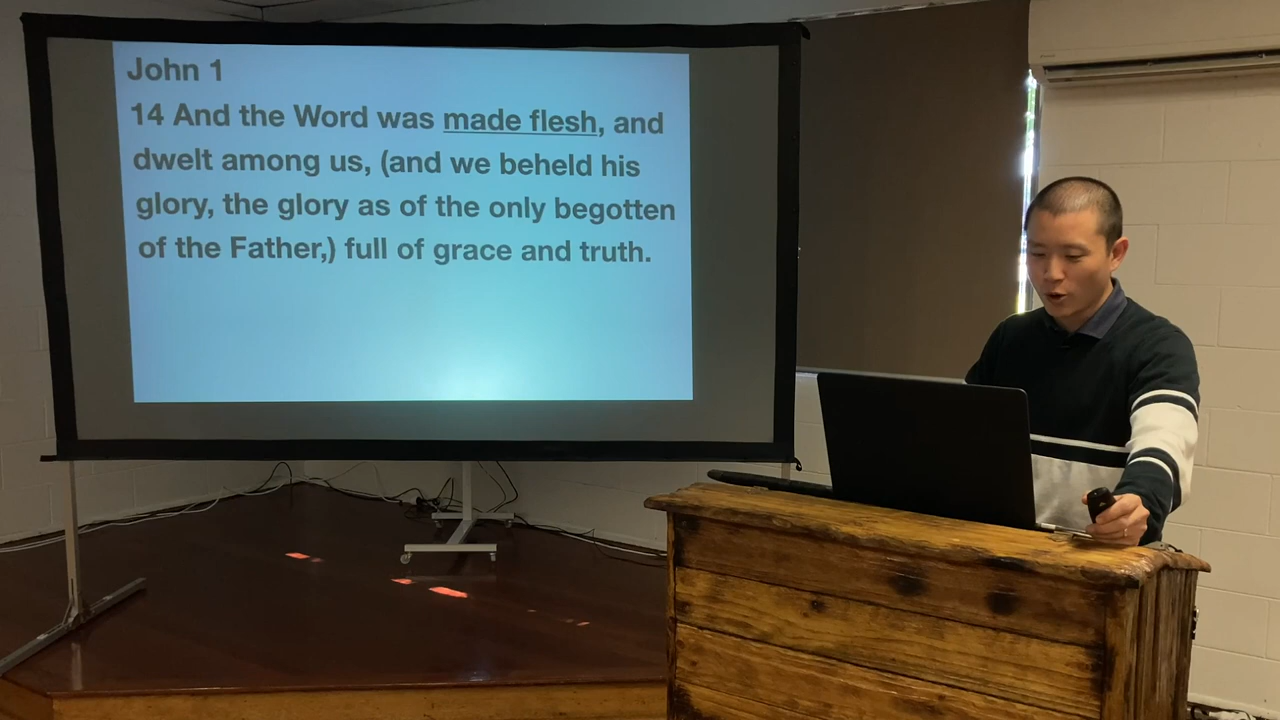 John 1
14 And the Word was made flesh, and
dwelt among us, (and we beheld his
glory, the glory as of the only begotten
of the Father,) full of grace and truth.